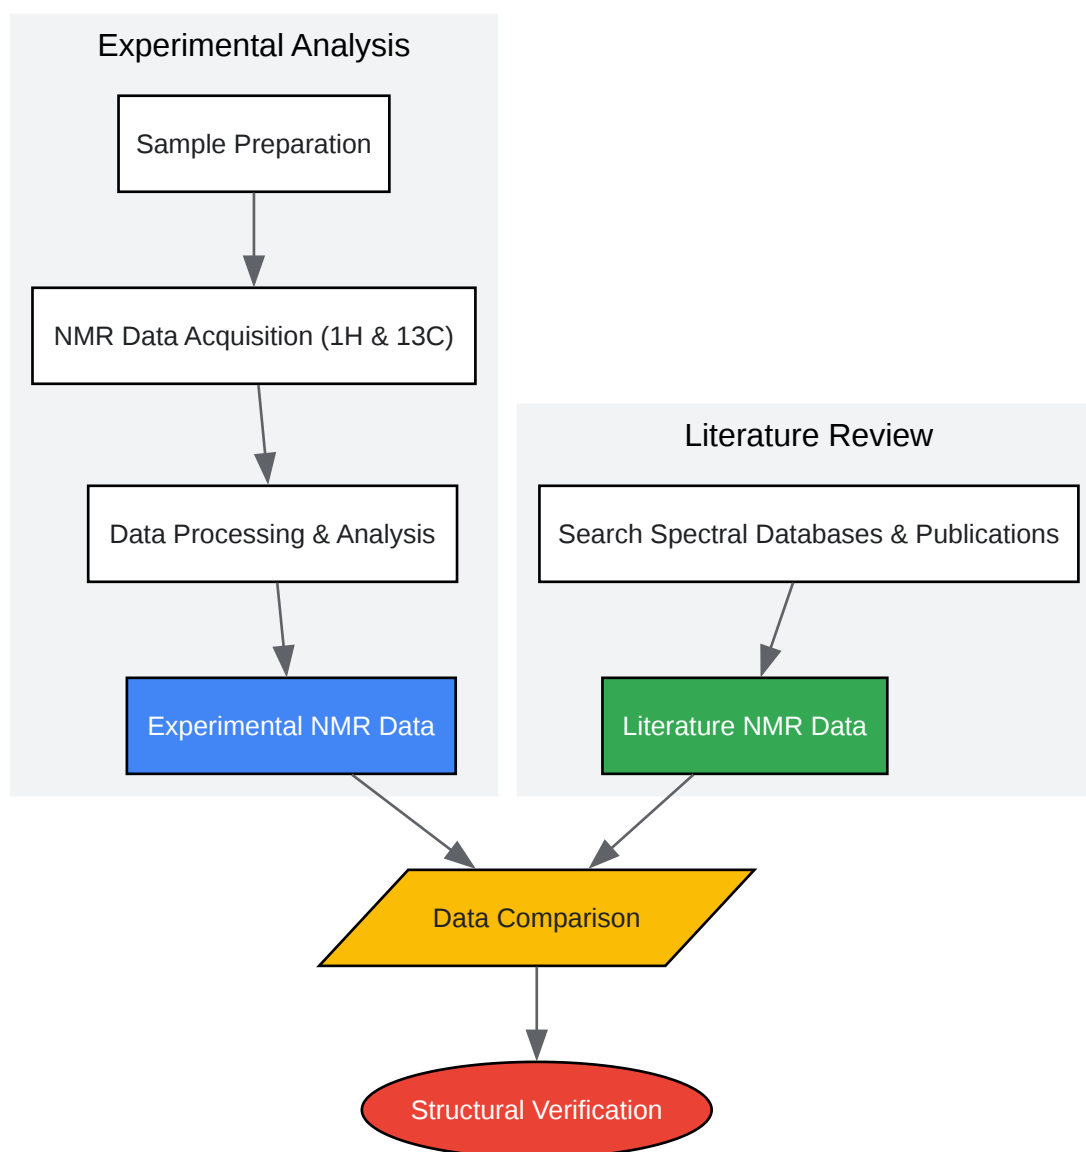 Experimental Analysis
Sample Preparation
NMR Data Acquisition (1H & 13C)
Data Processing & Analysis
Experimental NMR Data
Literature Review
Search Spectral Databases & Publications
Literature NMR Data
Data Comparison
Structural Verification